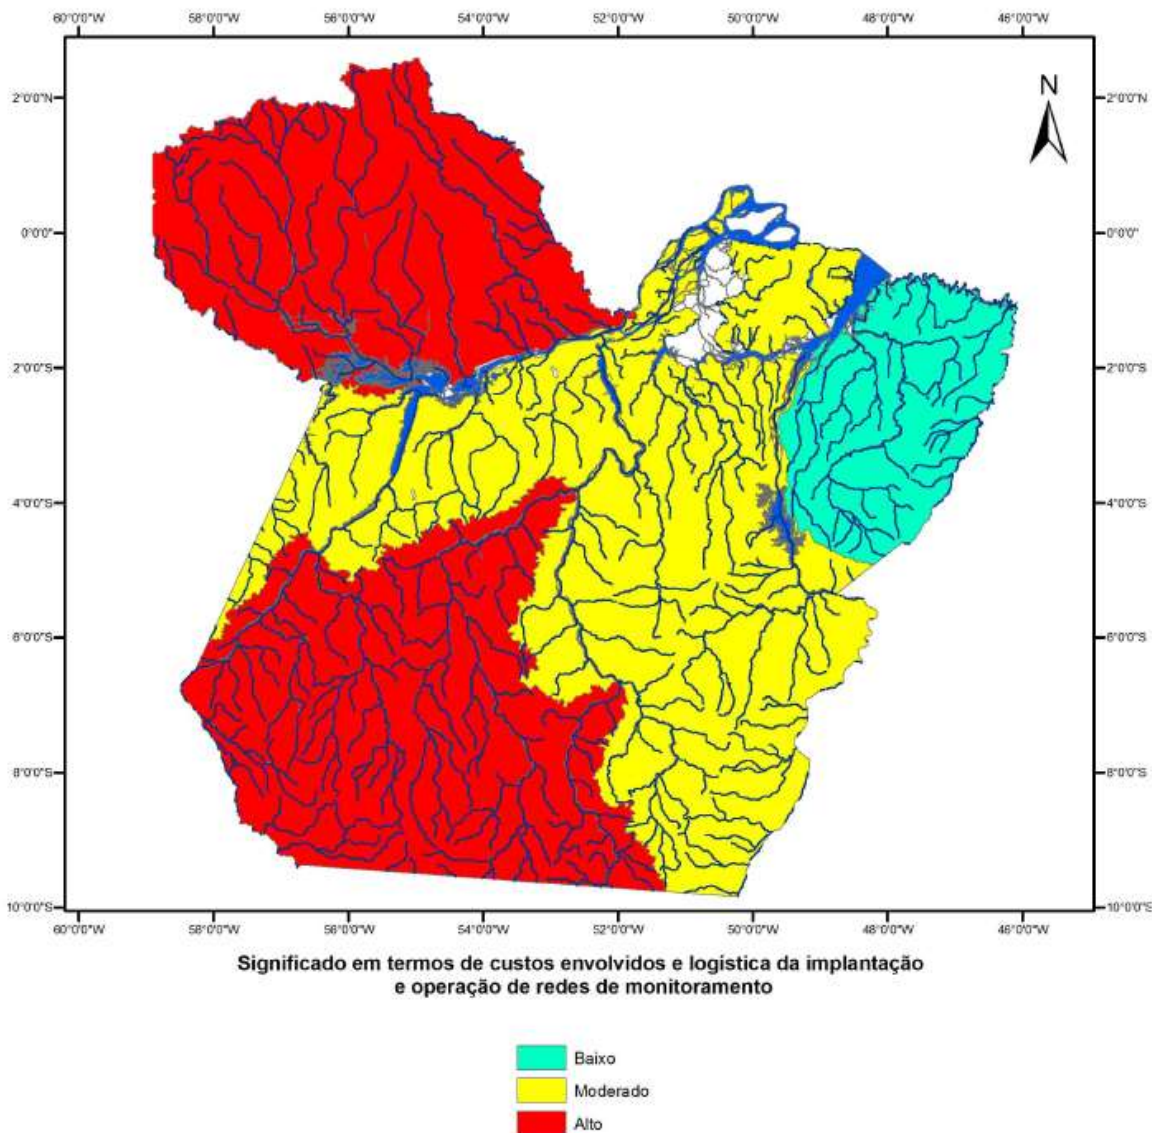 60°0'0"W 58°0'0"W 56°0'0"W 54°0'0"W 52°0'0"W 50°0'0"W 48°0'0"W 46°0'0"W
N
2°0'0"N 2°0'0"N
0°0'0" 0°0'0"
2°0'0"S 2°0'0"S
4°0'0"S 4°0'0"S
6°0'0"S 6°0'0"S
8°0'0"S 8°0'0"S
10°0'0"S 10°0'0"S
60°0'0"W 58°0'0"W 56°0'0"W 54°0'0"W 52°0'0"W 50°0'0"W 48°0'0"W 46°0'0"W
Significado em termos de custos envolvidos e logística da implantação
e operação de redes de monitoramento
Baixo
Moderado
Alto